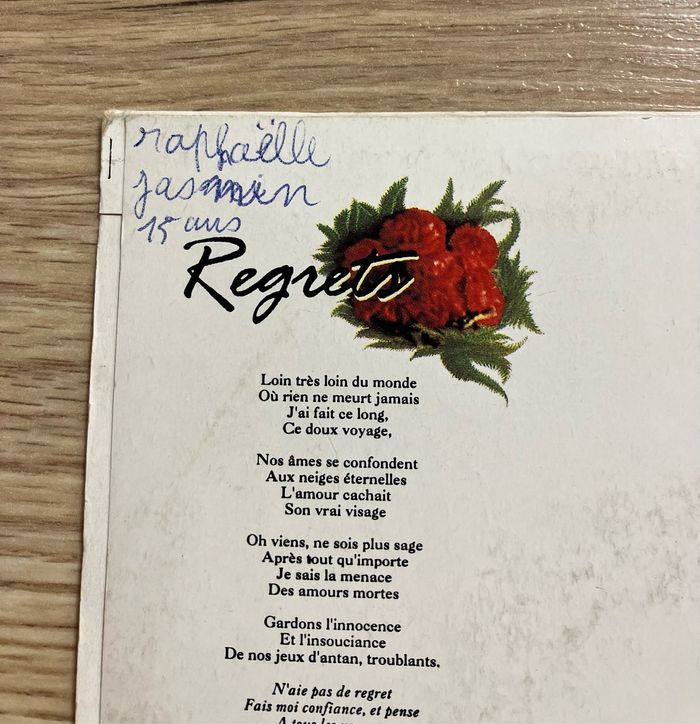 raphaëlle
jasmin
15 ans
Regrets
Loin très loin du monde
Où rien ne meurt jamais
J'ai fait ce long,
Ce doux voyage,
Nos âmes se confondent
Aux neiges éternelles
L'amour cachait
Son vrai visage
Oh viens, ne sois plus sage
Après tout qu'importe
Je sais la menace
Des amours mortes
Gardons l'innocence
Et l'insouciance
De nos jeux d'antan, troublants.
N'aie pas de regret
Fais moi confiance, et pense